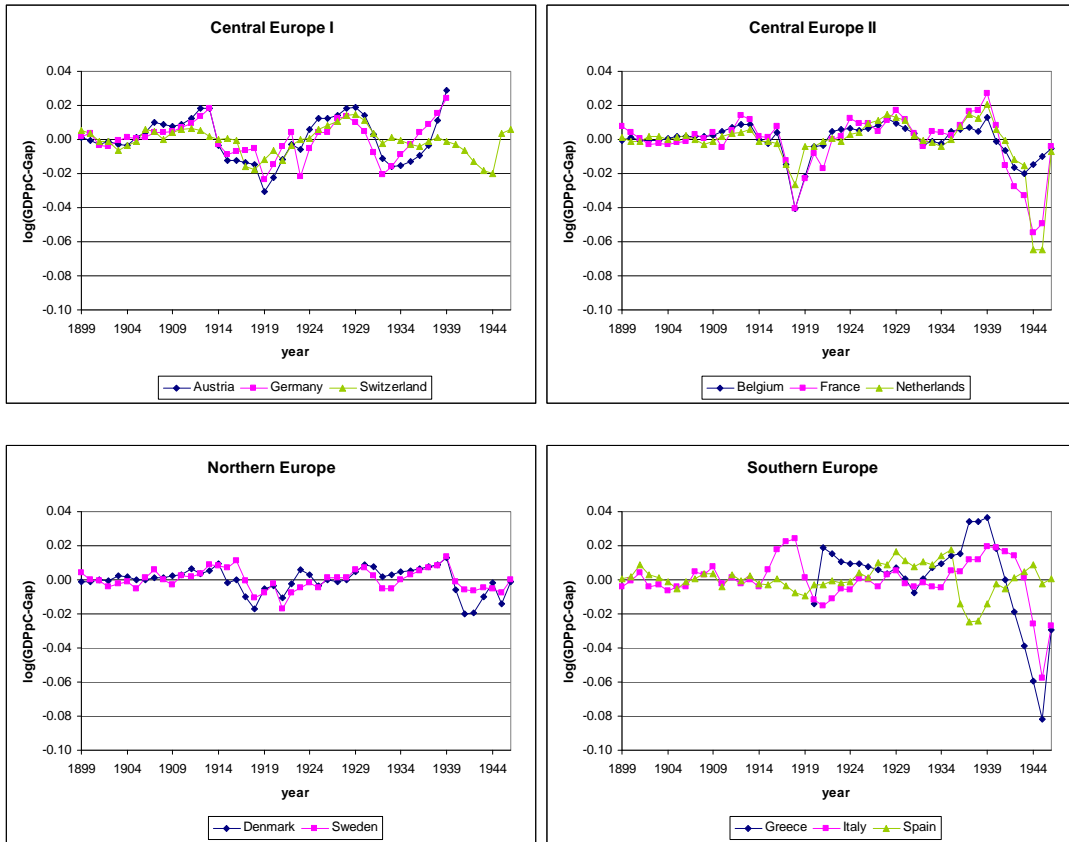 Central Europe I
0.04
0.02
0.00
-0.02
-0.04
-0.06
-0.08
-0.10
log(GDPpC-Gap)
1899 1904 1909 1914 1919 1924 1929 1934 1939 1944
year
Austria Germany Switzerland
Central Europe II
0.04
0.02
0.00
-0.02
-0.04
-0.06
-0.08
-0.10
log(GDPpC-Gap)
1899 1904 1909 1914 1919 1924 1929 1934 1939 1944
year
Belgium France Netherlands
Northern Europe
0.04
0.02
0.00
-0.02
-0.04
-0.06
-0.08
-0.10
log(GDPpC-Gap)
1899 1904 1909 1914 1919 1924 1929 1934 1939 1944
year
Denmark Sweden
Southern Europe
0.04
0.02
0.00
-0.02
-0.04
-0.06
-0.08
-0.10
log(GDPpC-Gap)
1899 1904 1909 1914 1919 1924 1929 1934 1939 1944
year
Greece Italy Spain